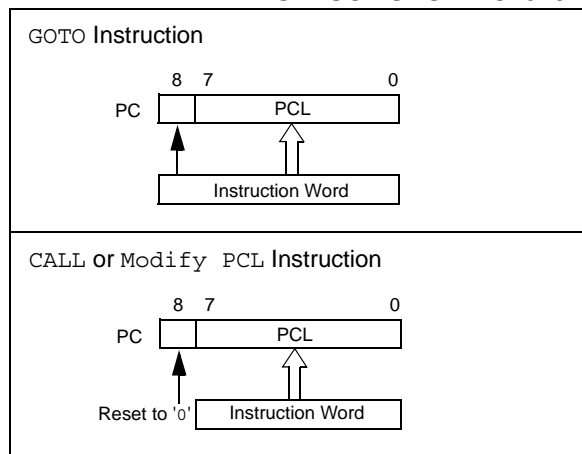 GOTO Instruction
8 7 0
PC PCL
Instruction Word
CALL or Modify PCL Instruction
8 7 0
PC PCL
Reset to '0' Instruction Word